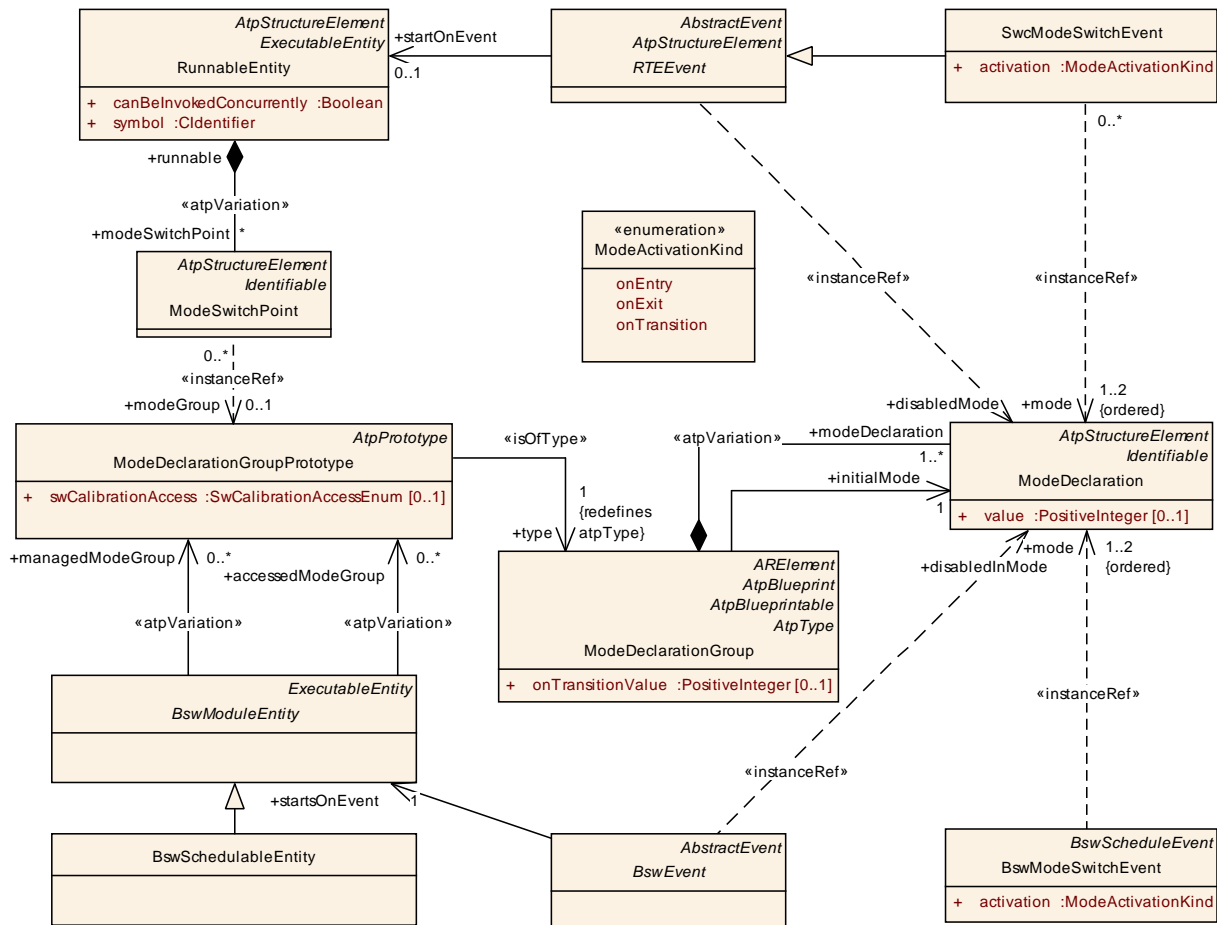 AtpStructureElement
ExecutableEntity
RunnableEntity
+ canBeInvokedConcurrently :Boolean
+ symbol :CIdentifier
+startOnEvent
0..1
AbstractEvent
AtpStructureElement
RTEEvent
SwcModeSwitchEvent
+ activation :ModeActivationKind
0..*
+runnable
«atpVariation»
+modeSwitchPoint *
AtpStructureElement
Identifiable
ModeSwitchPoint
«enumeration»
ModeActivationKind
onEntry
onExit
onTransition
«instanceRef»
«instanceRef»
0..*
«instanceRef»
+modeGroup 0..1
+disabledMode
+mode
1..2
{ordered}
AtpPrototype
ModeDeclarationGroupPrototype
+ swCalibrationAccess :SwCalibrationAccessEnum [0..1]
«isOfType»
1
{redefines
atpType}
+type
«atpVariation»
+modeDeclaration
1..*
+initialMode
1
AtpStructureElement
Identifiable
ModeDeclaration
+ value :PositiveInteger [0..1]
+managedModeGroup
0..*
+accessedModeGroup
0..*
«atpVariation»
«atpVariation»
ARElement
AtpBlueprint
AtpBlueprintable
AtpType
ModeDeclarationGroup
+ onTransitionValue :PositiveInteger [0..1]
+disabledInMode
+mode
1..2
{ordered}
«instanceRef»
«instanceRef»
ExecutableEntity
BswModuleEntity
+startsOnEvent
1
BswSchedulableEntity
AbstractEvent
BswEvent
BswScheduleEvent
BswModeSwitchEvent
+ activation :ModeActivationKind